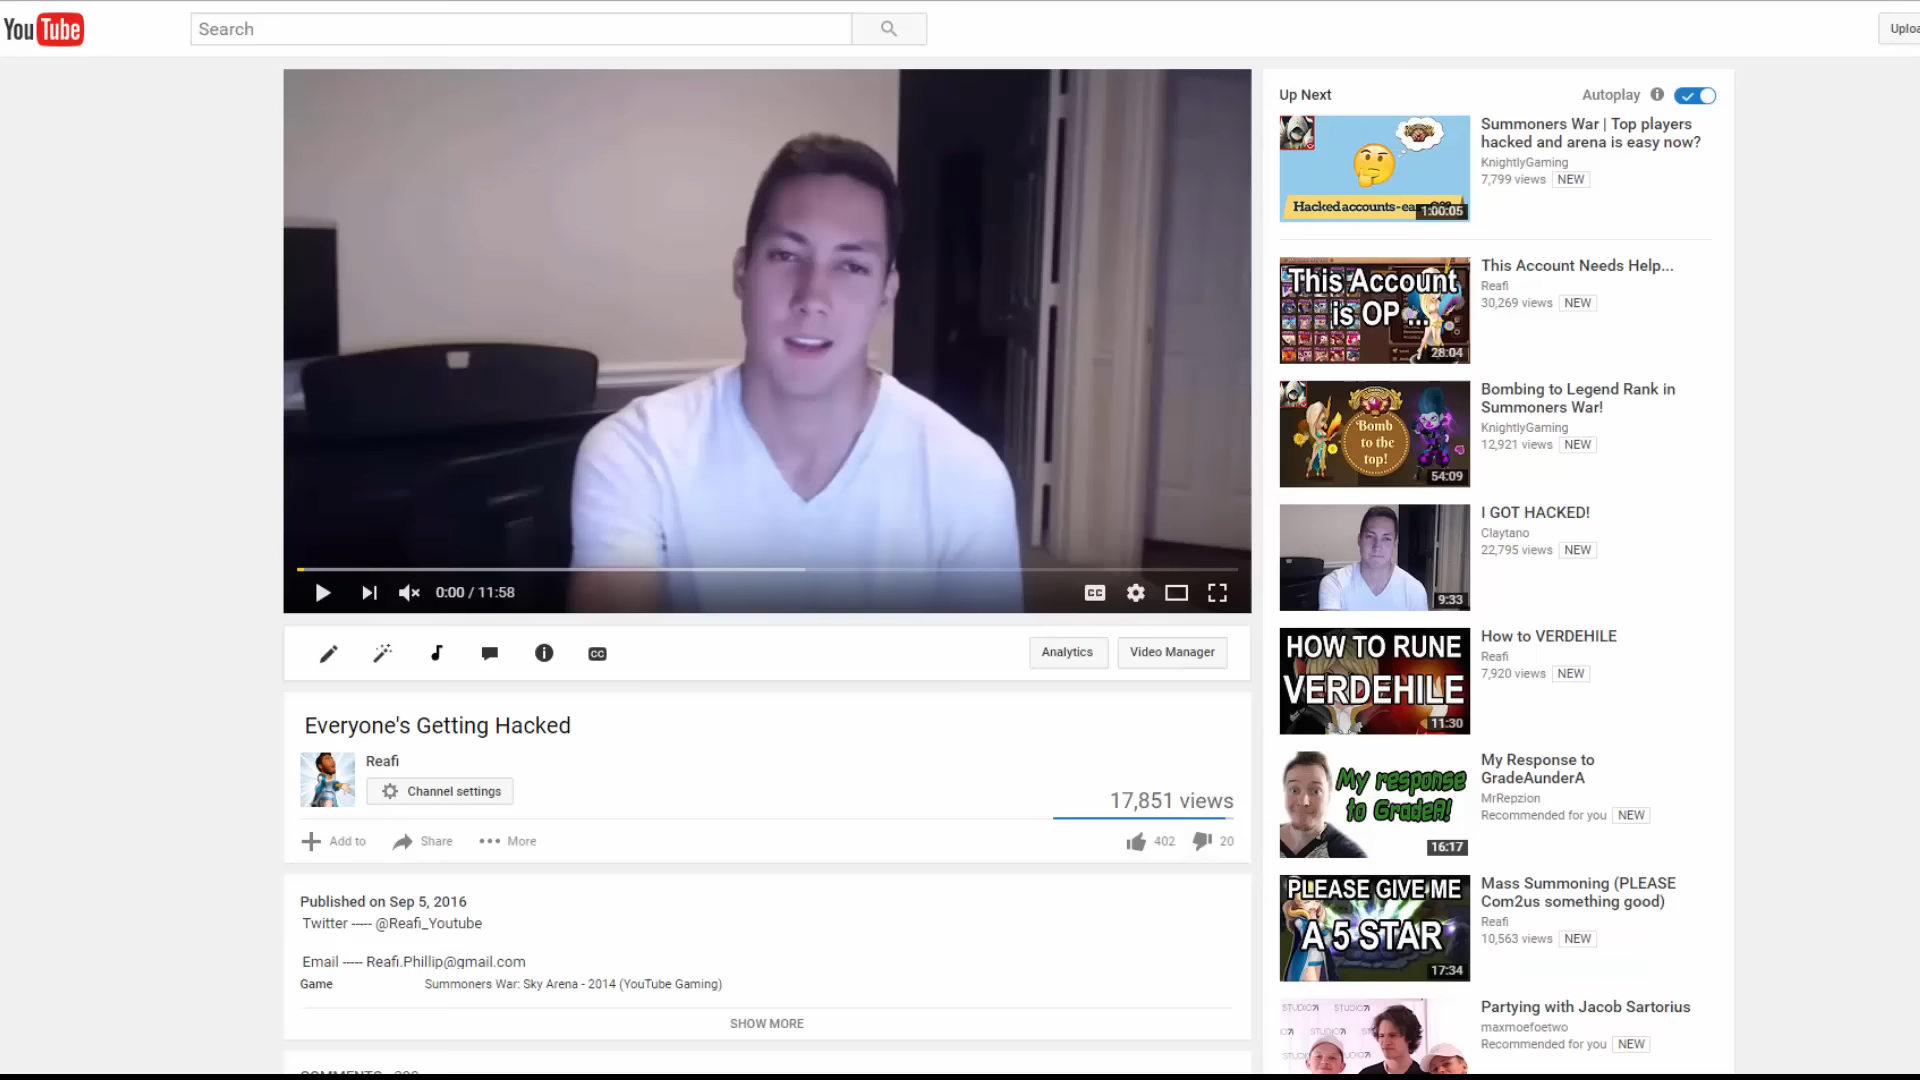 YouTube
Search
Uploa
Up Next
Autoplay
Summoners War | Top players
hacked and arena is easy now?
KnightlyGaming
7,799 views NEW
Hacked accounts-ea
1:00:05
This Account Needs Help...
Reafi
30,269 views NEW
This Account
is OP ...
28:04
Bombing to Legend Rank in
Summoners War!
KnightlyGaming
12,921 views NEW
Bomb
to the
top!
54:09
I GOT HACKED!
Claytano
22,795 views NEW
9:33
0:00 / 11:58
CC
How to VERDEHILE
Reafi
7,920 views NEW
HOW TO RUNE
VERDEHILE
11:30
CC
Analytics
Video Manager
Everyone's Getting Hacked
Reafi
Channel settings
17,851 views
Add to
Share
More
402
20
My Response to
GradeAunderA
MrRepzion
Recommended for you NEW
My response
to GradeA!
16:17
Published on Sep 5, 2016
Twitter ----- @Reafi_Youtube
Email ----- Reafi.Phillip@gmail.com
Game Summoners War: Sky Arena - 2014 (YouTube Gaming)
SHOW MORE
Mass Summoning (PLEASE
Com2us something good)
Reafi
10,563 views NEW
PLEASE GIVE ME
A 5 STAR
17:34
Partying with Jacob Sartorius
maxmoefoetwo
Recommended for you NEW
STUDIO71 STUDIO71
COMMENTS